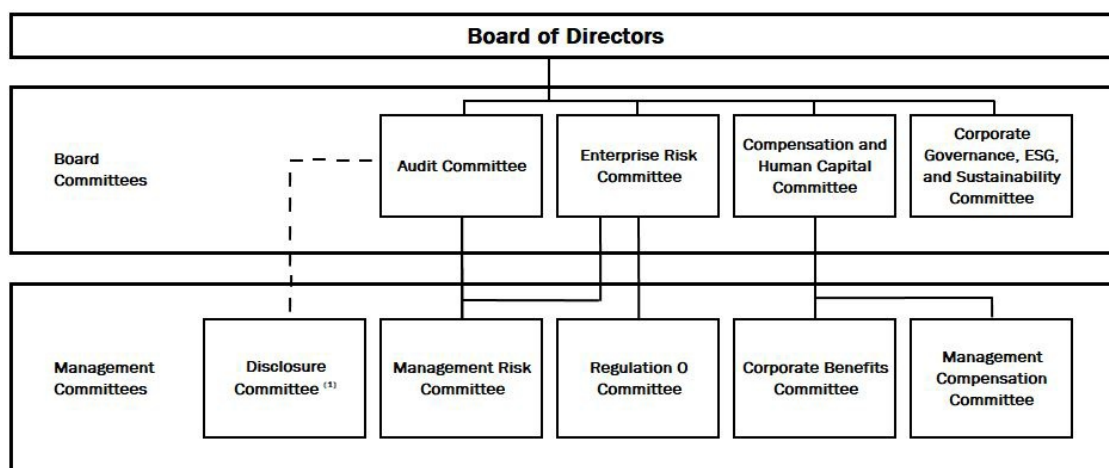 Board of Directors
Board
Committees
Audit Committee
Enterprise Risk
Committee
Compensation and
Human Capital
Committee
Corporate
Governance, ESG,
and Sustainability
Committee
Management
Committees
Disclosure
Committee (1)
Management Risk
Committee
Regulation O
Committee
Corporate Benefits
Committee
Management
Compensation
Committee